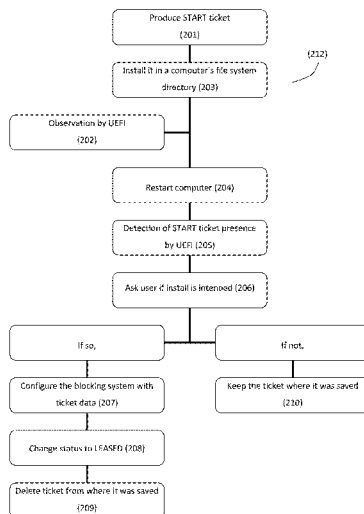 Produce START ticket
(201)
(212)
Install it in a computer's file system
directory (203)
Observation by UEFI
(202)
Restart computer (204)
Detection of START ticket presence
by UEFI (205)
Ask user if install is intended (206)
If so,
If not,
Configure the blocking system with
ticket data (207)
Keep the ticket where it was saved
(210)
Change status to LEASED (208)
Delete ticket from where it was saved
(209)